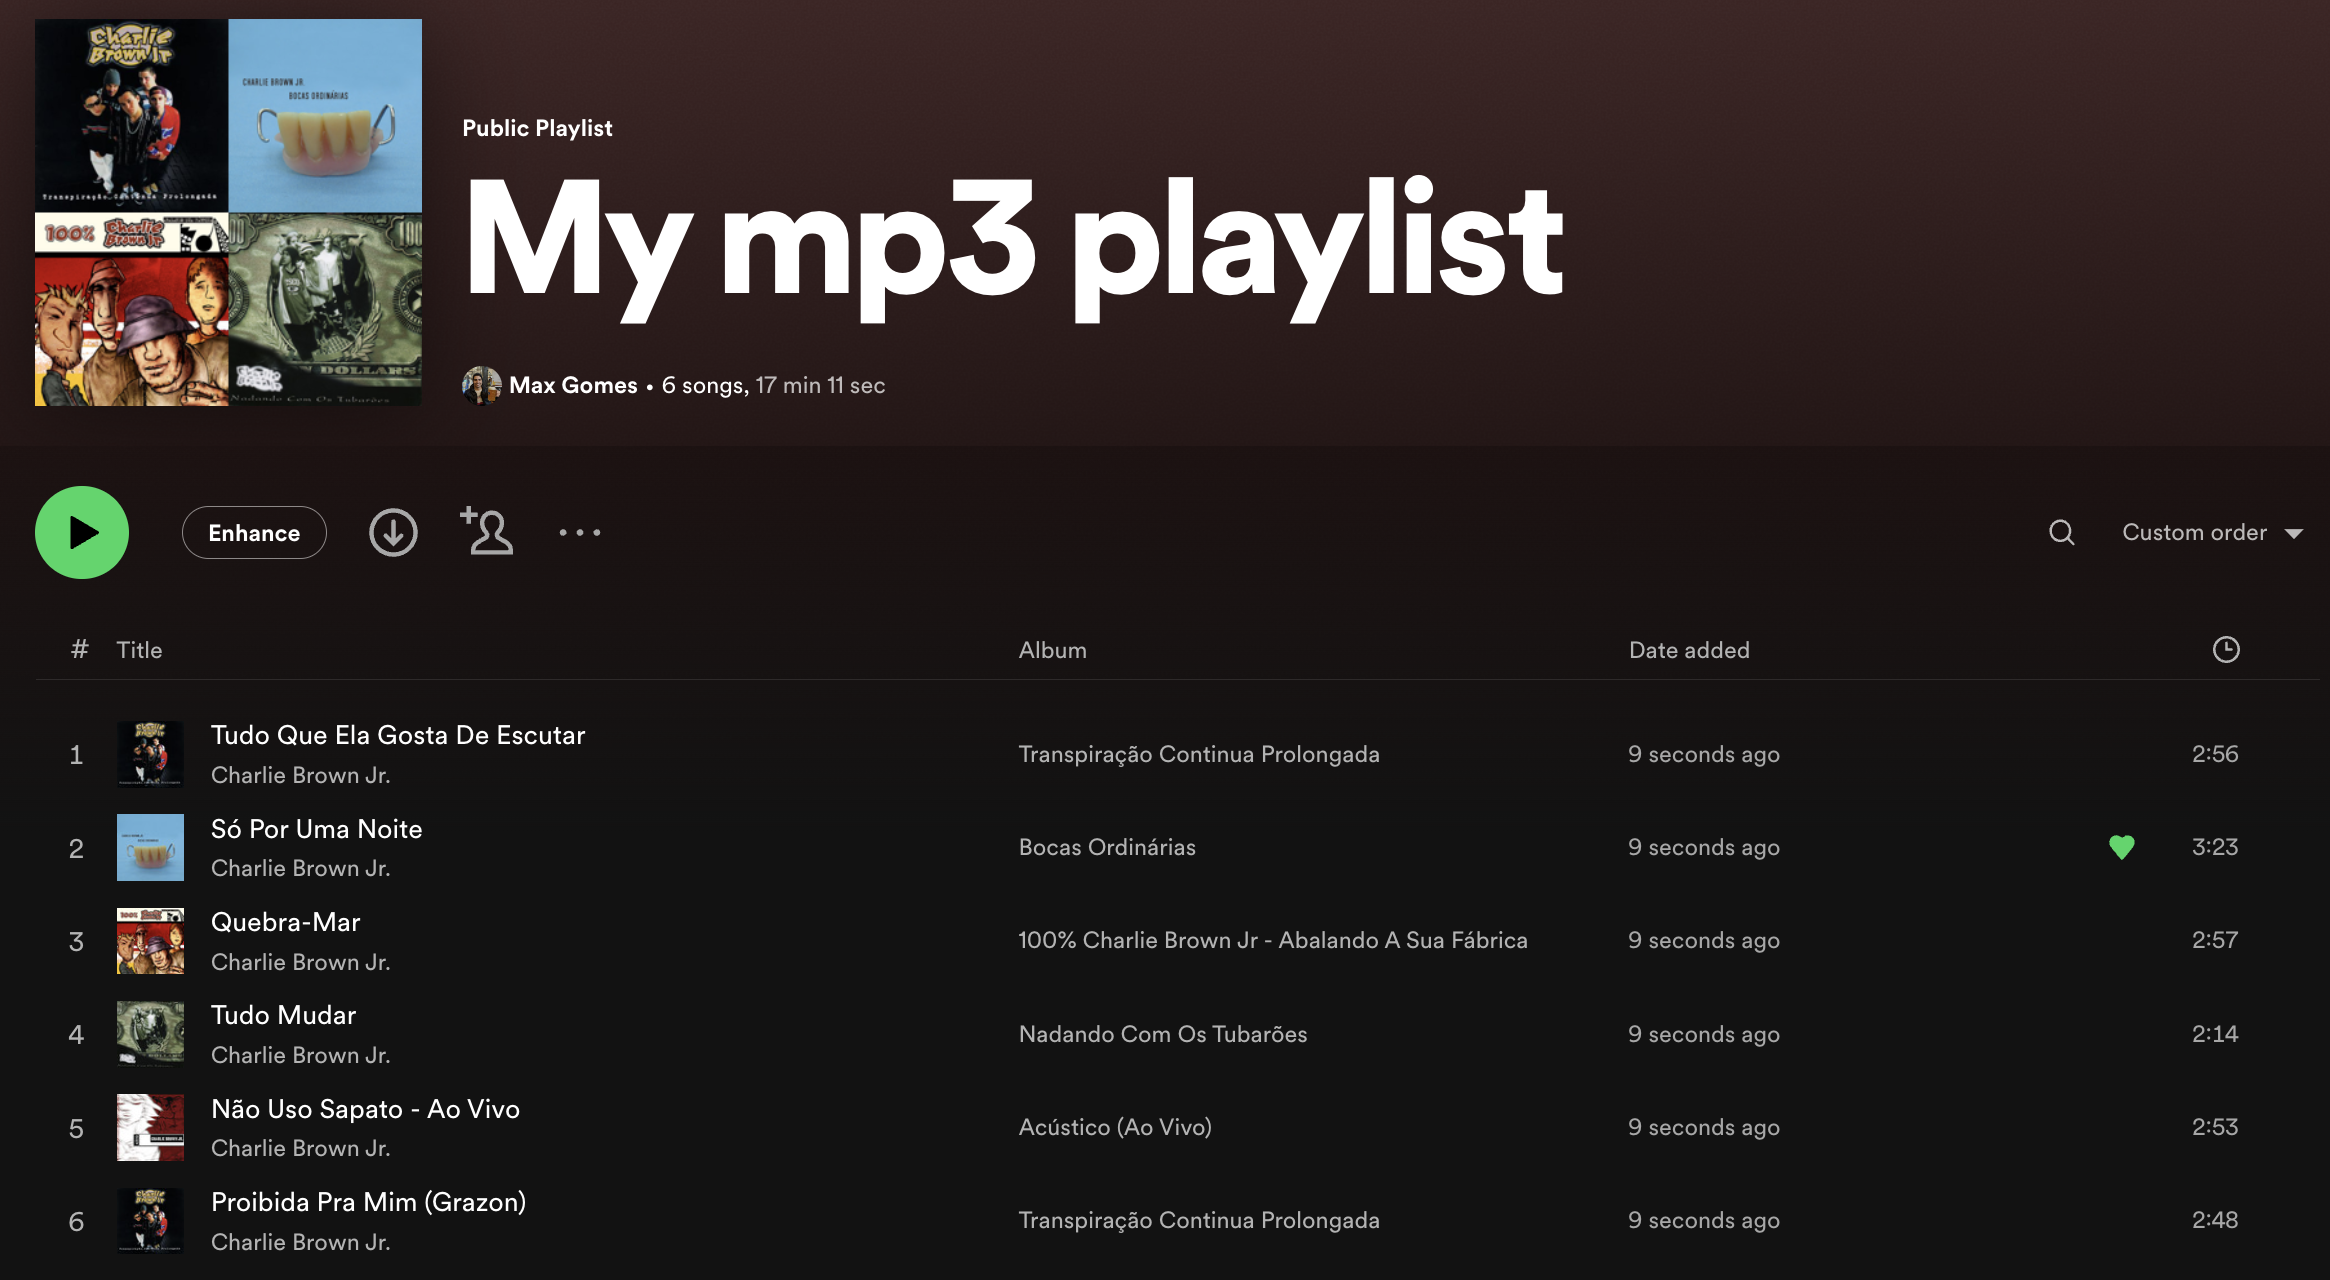 Charlie
Brown Jr
Transpiração Continua Prolongada
CHARLIE BROWN JR
BOCAS ORDINÁRIAS
100% Charlie
Brown Jr
100
DOLLARS
Nadando Com Os Tubarões
Public Playlist
My mp3 playlist
Max Gomes • 6 songs, 17 min 11 sec
Enhance
Custom order
# Title Album Date added
1 Tudo Que Ela Gosta De Escutar Transpiração Continua Prolongada 9 seconds ago 2:56
Charlie Brown Jr.
2 Só Por Uma Noite Bocas Ordinárias 9 seconds ago 3:23
Charlie Brown Jr.
3 Quebra-Mar 100% Charlie Brown Jr - Abalando A Sua Fábrica 9 seconds ago 2:57
Charlie Brown Jr.
4 Tudo Mudar Nadando Com Os Tubarões 9 seconds ago 2:14
Charlie Brown Jr.
5 Não Uso Sapato - Ao Vivo Acústico (Ao Vivo) 9 seconds ago 2:53
Charlie Brown Jr.
6 Proibida Pra Mim (Grazon) Transpiração Continua Prolongada 9 seconds ago 2:48
Charlie Brown Jr.